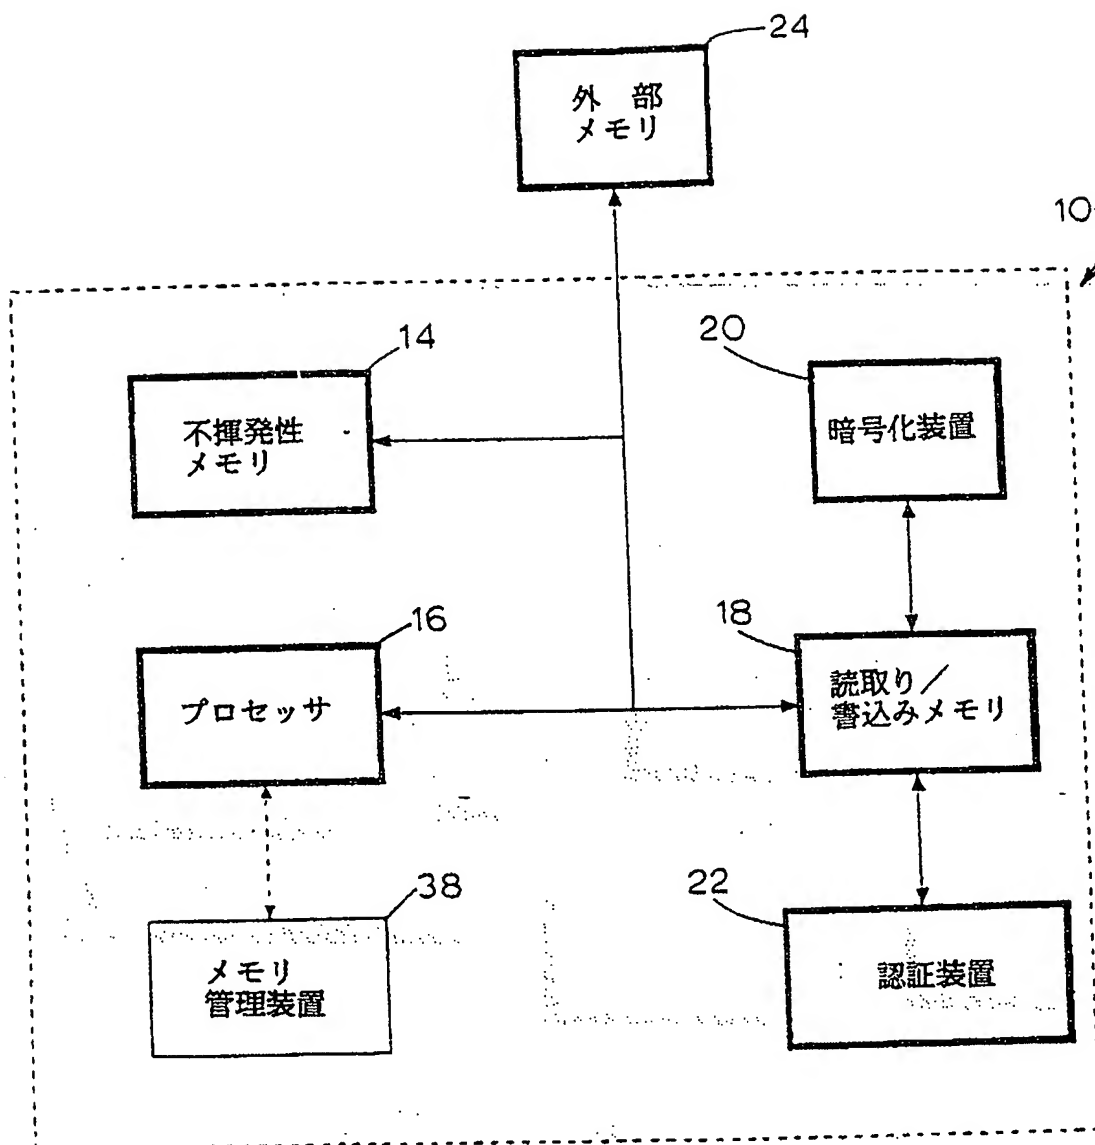 24
外 部
メモリ
10
14
不揮発性
メモリ
20
暗号化装置
16
プロセッサ
18
読取り／
書込みメモリ
38
メモリ
管理装置
22
認証装置